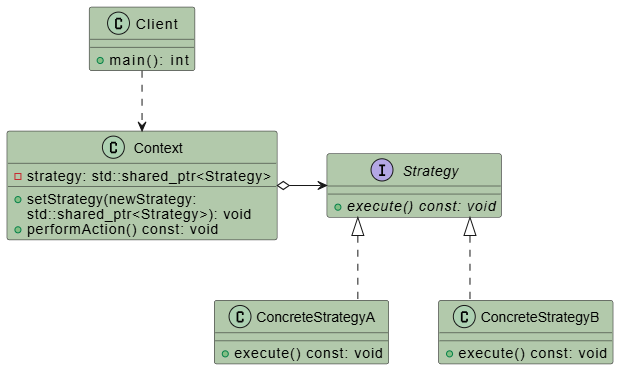 C Client
main(): int
C Context
strategy: std::shared_ptr<Strategy>
setStrategy(newStrategy:
std::shared_ptr<Strategy>): void
performAction() const: void
I Strategy
execute() const: void
C ConcreteStrategyA
execute() const: void
C ConcreteStrategyB
execute() const: void